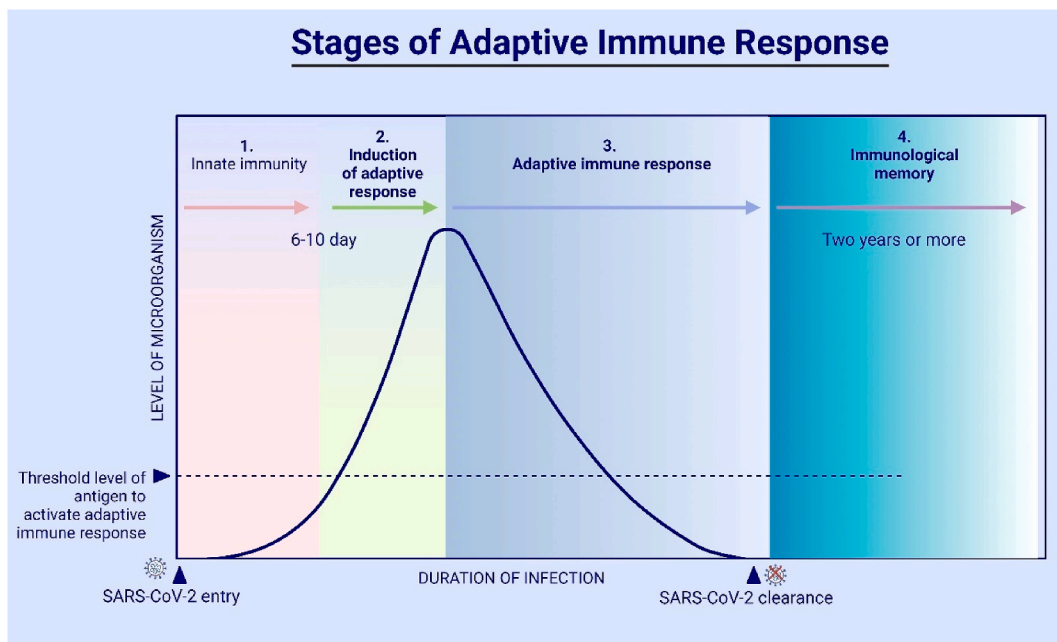 Stages of Adaptive Immune Response
1.
Innate immunity
2.
Induction
of adaptive
response
3.
Adaptive immune response
4.
Immunological
memory
6-10 day
Two years or more
LEVEL OF MICROORGANISM
Threshold level of
antigen to
activate adaptive
immune response
DURATION OF INFECTION
SARS-CoV-2 entry
SARS-CoV-2 clearance